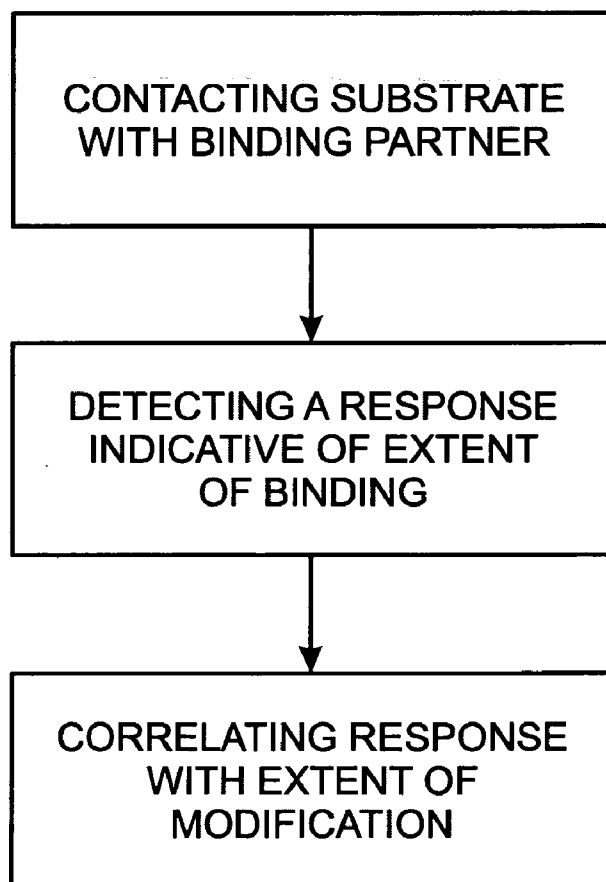 CONTACTING SUBSTRATE
WITH BINDING PARTNER
DETECTING A RESPONSE
INDICATIVE OF EXTENT
OF BINDING
CORRELATING RESPONSE
WITH EXTENT OF
MODIFICATION